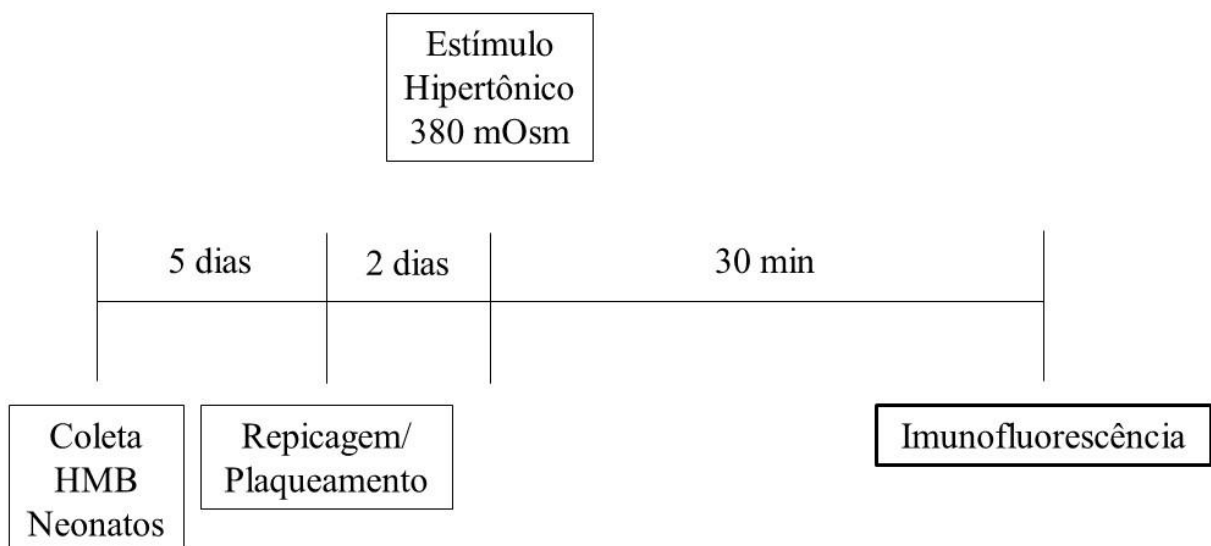 Estímulo
Hipertônico
380 mOsm
5 dias
2 dias
30 min
Coleta
HMB
Neonatos
Repicagem/
Plaqueamento
Imunofluorescência